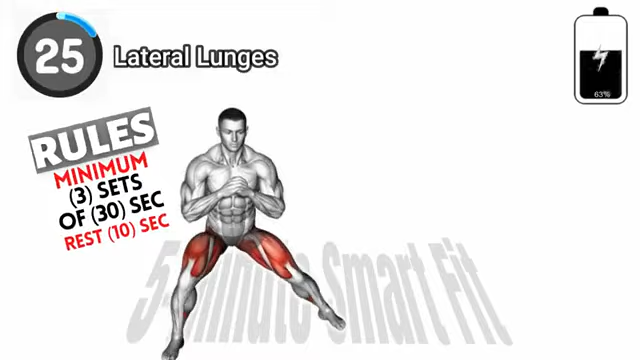 25
Lateral Lunges
63%
RULES
MINIMUM
(3) SETS
OF (30) SEC
REST (10) SEC
5-Minute Smart Fit